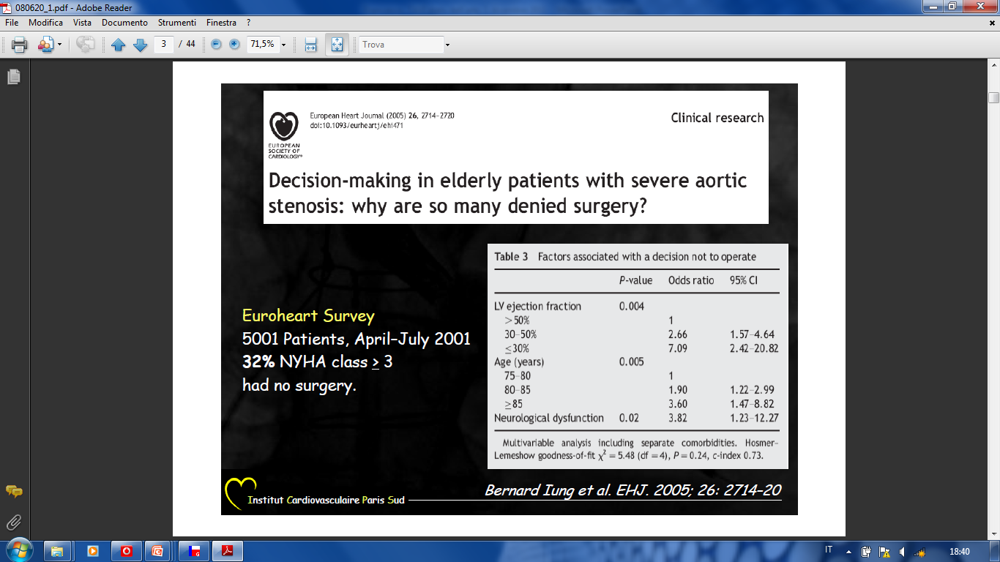 080620_1.pdf - Adobe Reader
File Modifica Vista Documento Strumenti Finestra ?
3 / 44 71,5% Trova
European Heart Journal (2005) 26, 2714–2720
doi:10.1093/eurheartj/ehi471
Clinical research
EUROPEAN
SOCIETY OF
CARDIOLOGY®
Decision-making in elderly patients with severe aortic
stenosis: why are so many denied surgery?
Euroheart Survey
5001 Patients, April–July 2001
32% NYHA class ≥ 3
had no surgery.
Table 3 Factors associated with a decision not to operate
P-value Odds ratio 95% CI
LV ejection fraction 0.004
>50% 1
30–50% 2.66 1.57–4.64
≤30% 7.09 2.42–20.82
Age (years) 0.005
75–80 1
80–85 1.90 1.22–2.99
≥85 3.60 1.47–8.82
Neurological dysfunction 0.02 3.82 1.23–12.27
Multivariable analysis including separate comorbidities. Hosmer–
Lemeshow goodness-of-fit χ² = 5.48 (df = 4), P = 0.24, c-index 0.73.
Bernard Iung et al. EHJ. 2005; 26: 2714–20
Institut Cardiovasculaire Paris Sud
IT 18:40